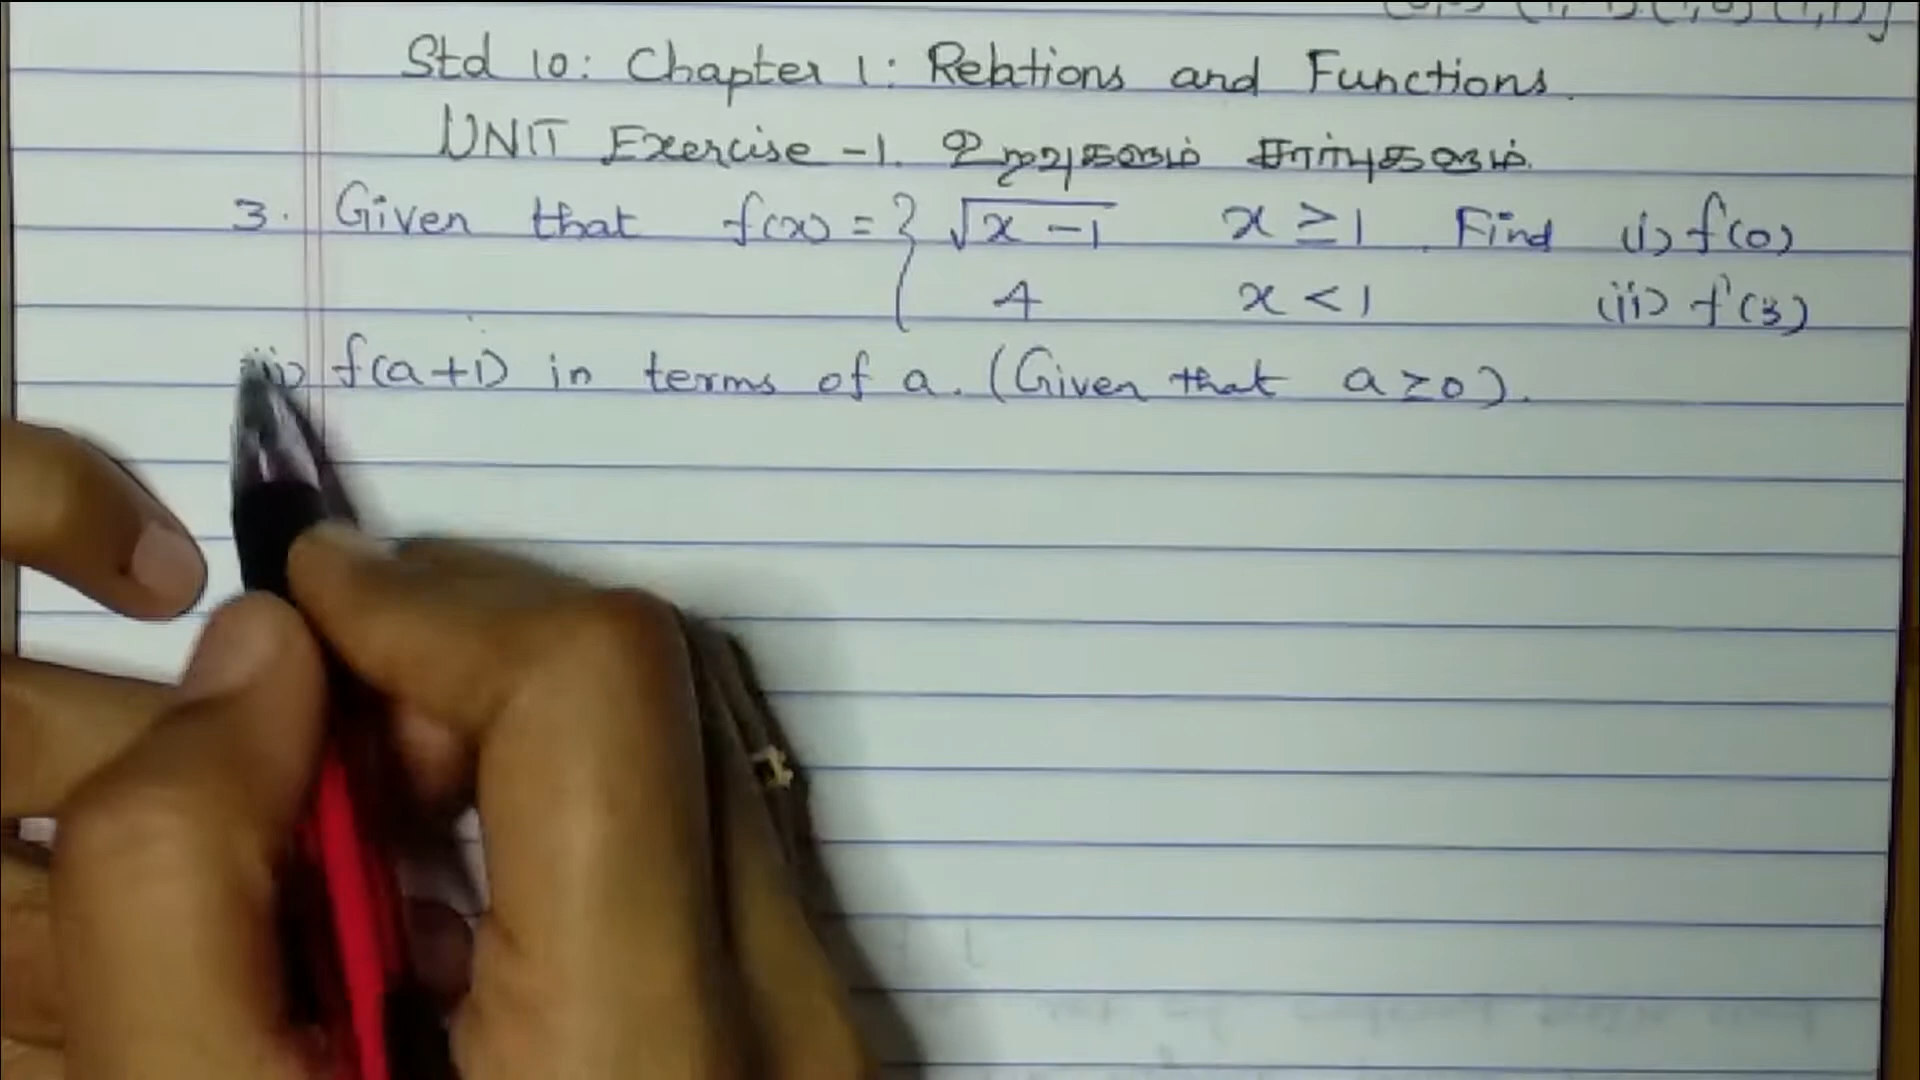 Std 10: Chapter 1: Relations and Functions.
UNIT Exercise -1. உறவுகளும் சார்புகளும்.
3. Given that f(x) = { √(x -1) x ≥ 1 . Find (i) f(0)
4 x < 1 (ii) f(3)
f(a+1) in terms of a. (Given that a ≥ 0).